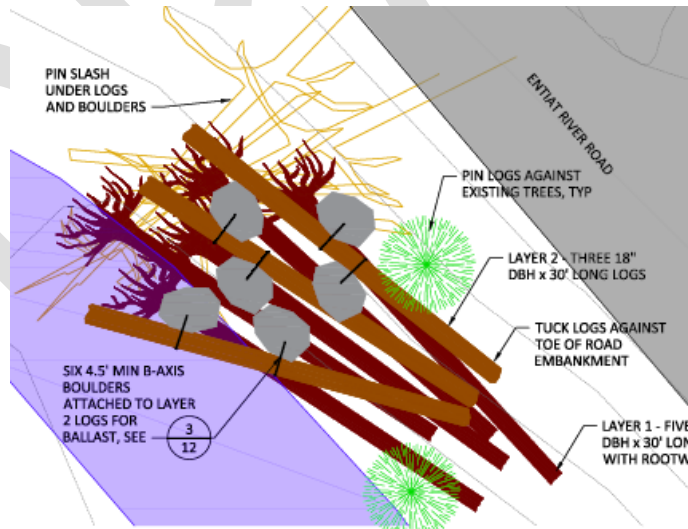 PIN SLASH
UNDER LOGS
AND BOULDERS
ENTIAT RIVER ROAD
PIN LOGS AGAINST
EXISTING TREES, TYP
LAYER 2 - THREE 18"
DBH x 30' LONG LOGS
TUCK LOGS AGAINST
TOE OF ROAD
EMBANKMENT
SIX 4.5' MIN B-AXIS
BOULDERS
ATTACHED TO LAYER
2 LOGS FOR
BALLAST, SEE
3
12
LAYER 1 - FIVE
DBH x 30' LON
WITH ROOTW